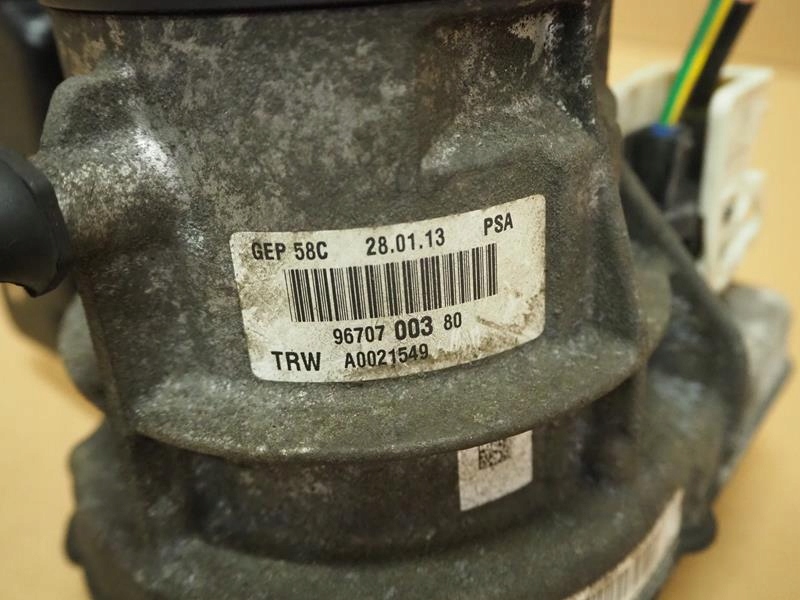 GEP 58C 28.01.13 PSA
96707 003 80
TRW A0021549